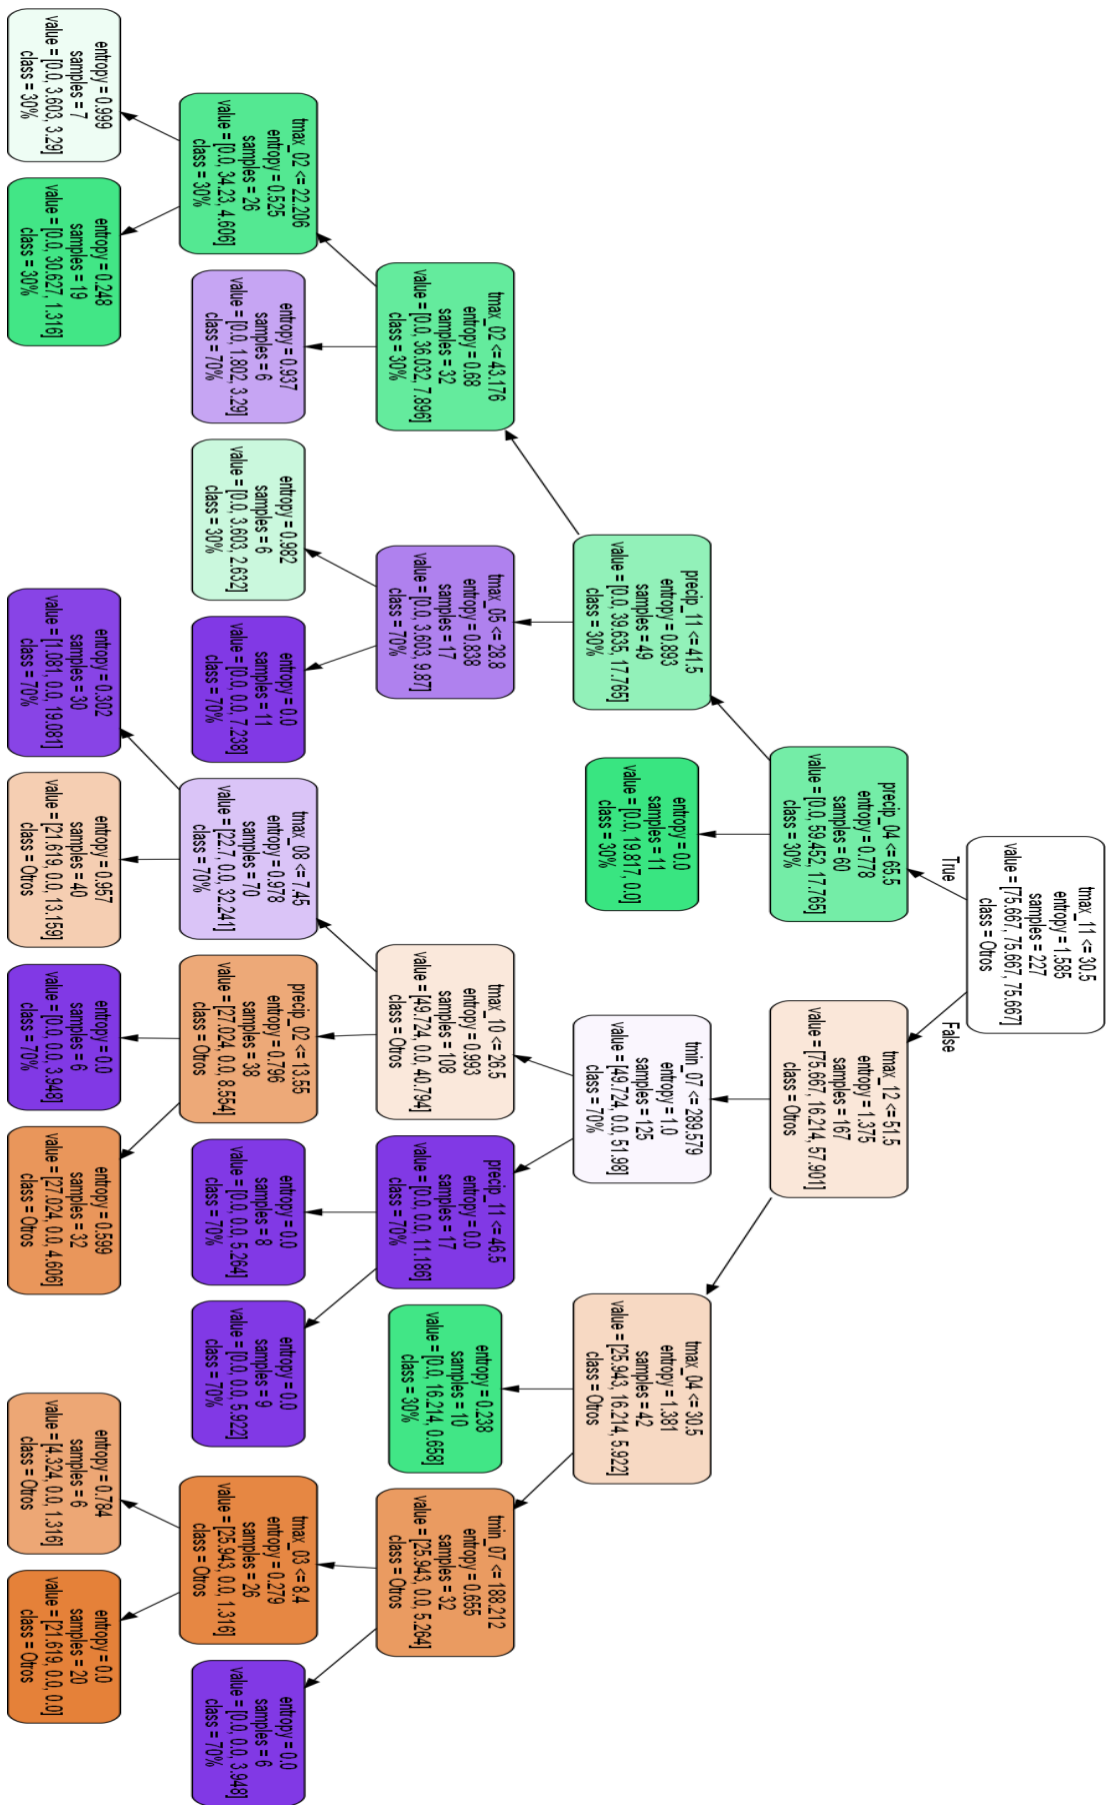 tmax_11 <= 30.5
entropy = 1.585
samples = 227
value = [75.667, 75.667, 75.667]
class = Otros
True
False
precip_04 <= 65.5
entropy = 0.778
samples = 60
value = [0.0, 59.452, 17.765]
class = 30%
tmax_12 <= 51.5
entropy = 1.375
samples = 167
value = [75.667, 16.214, 57.901]
class = Otros
precip_11 <= 41.5
entropy = 0.893
samples = 49
value = [0.0, 39.635, 17.765]
class = 30%
entropy = 0.0
samples = 11
value = [0.0, 19.817, 0.0]
class = 30%
tmin_07 <= 289.579
entropy = 1.0
samples = 125
value = [49.724, 0.0, 51.98]
class = 70%
tmax_04 <= 30.5
entropy = 1.381
samples = 42
value = [25.943, 16.214, 5.922]
class = Otros
tmax_02 <= 43.176
entropy = 0.68
samples = 32
value = [0.0, 36.032, 7.896]
class = 30%
tmax_05 <= 28.8
entropy = 0.838
samples = 17
value = [0.0, 3.603, 9.87]
class = 70%
tmax_10 <= 26.5
entropy = 0.993
samples = 108
value = [49.724, 0.0, 40.794]
class = Otros
precip_11 <= 46.5
entropy = 0.0
samples = 17
value = [0.0, 0.0, 11.186]
class = 70%
entropy = 0.238
samples = 10
value = [0.0, 16.214, 0.658]
class = 30%
tmin_07 <= 188.212
entropy = 0.655
samples = 32
value = [25.943, 0.0, 5.264]
class = Otros
tmax_02 <= 22.206
entropy = 0.525
samples = 26
value = [0.0, 34.23, 4.606]
class = 30%
entropy = 0.937
samples = 6
value = [0.0, 1.802, 3.29]
class = 70%
entropy = 0.982
samples = 6
value = [0.0, 3.603, 2.632]
class = 30%
entropy = 0.0
samples = 11
value = [0.0, 0.0, 7.238]
class = 70%
tmax_08 <= 7.45
entropy = 0.978
samples = 70
value = [22.7, 0.0, 32.241]
class = 70%
precip_02 <= 13.55
entropy = 0.796
samples = 38
value = [27.024, 0.0, 8.554]
class = Otros
entropy = 0.0
samples = 8
value = [0.0, 0.0, 5.264]
class = 70%
entropy = 0.0
samples = 9
value = [0.0, 0.0, 5.922]
class = 70%
tmax_03 <= 8.4
entropy = 0.279
samples = 26
value = [25.943, 0.0, 1.316]
class = Otros
entropy = 0.0
samples = 6
value = [0.0, 0.0, 3.948]
class = 70%
entropy = 0.999
samples = 7
value = [0.0, 3.603, 3.29]
class = 30%
entropy = 0.248
samples = 19
value = [0.0, 30.627, 1.316]
class = 30%
entropy = 0.302
samples = 30
value = [1.081, 0.0, 19.081]
class = 70%
entropy = 0.957
samples = 40
value = [21.619, 0.0, 13.159]
class = Otros
entropy = 0.0
samples = 6
value = [0.0, 0.0, 3.948]
class = 70%
entropy = 0.599
samples = 32
value = [27.024, 0.0, 4.606]
class = Otros
entropy = 0.784
samples = 6
value = [4.324, 0.0, 1.316]
class = Otros
entropy = 0.0
samples = 20
value = [21.619, 0.0, 0.0]
class = Otros